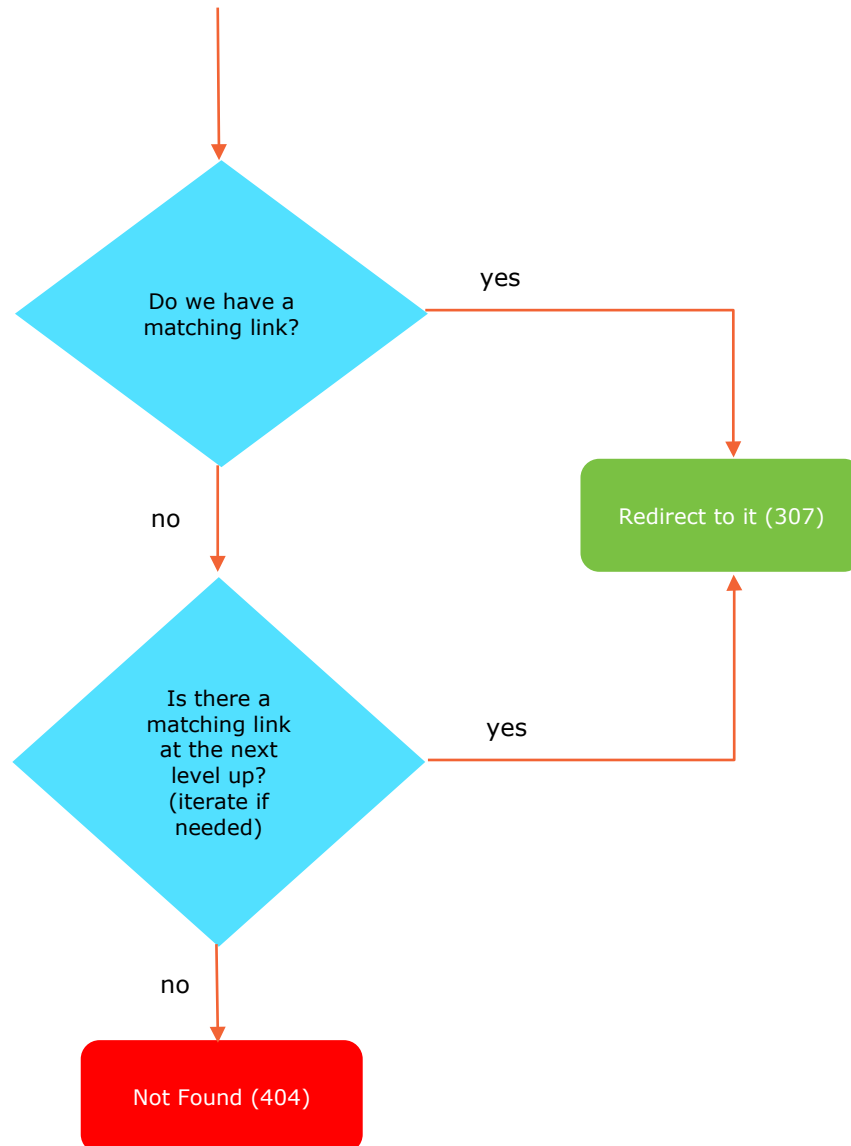 Do we have a
matching link?
yes
no
Redirect to it (307)
Is there a
matching link
at the next
level up?
(iterate if
needed)
yes
no
Not Found (404)